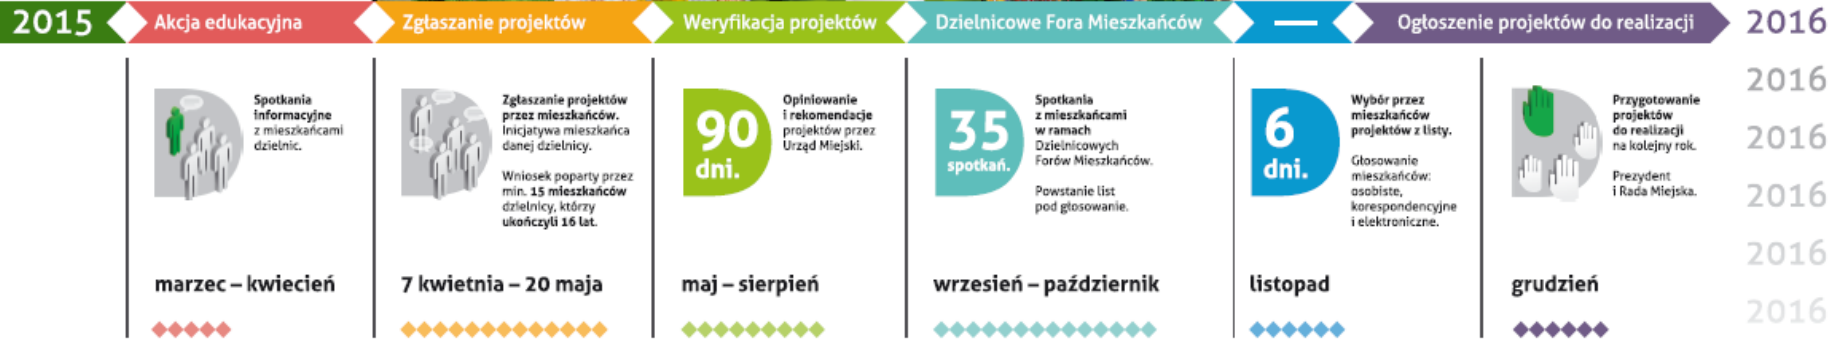 2015
Akcja edukacyjna
Zgłaszanie projektów
Weryfikacja projektów
Dzielnicowe Fora Mieszkańców
Ogłoszenie projektów do realizacji
2016
Spotkania
informacyjne
z mieszkańcami
dzielnic.
marzec – kwiecień
Zgłaszanie projektów
przez mieszkańców.
Inicjatywa mieszkańca
danej dzielnicy.
Wniosek poparty przez
min. 15 mieszkańców
dzielnicy, którzy
ukończyli 16 lat.
7 kwietnia – 20 maja
90
dni.
Opiniowanie
i rekomendacje
projektów przez
Urząd Miejski.
maj – sierpień
35
spotkań.
Spotkania
z mieszkańcami
w ramach
Dzielnicowych
Forów Mieszkańców.
Powstanie list
pod głosowanie.
wrzesień – październik
6
dni.
Wybór przez
mieszkańców
projektów z listy.
Głosowanie
mieszkańców:
osobiste,
korespondencyjne
i elektroniczne.
listopad
Przygotowanie
projektów
do realizacji
na kolejny rok.
Prezydent
i Rada Miejska.
grudzień
2016
2016
2016
2016
2016